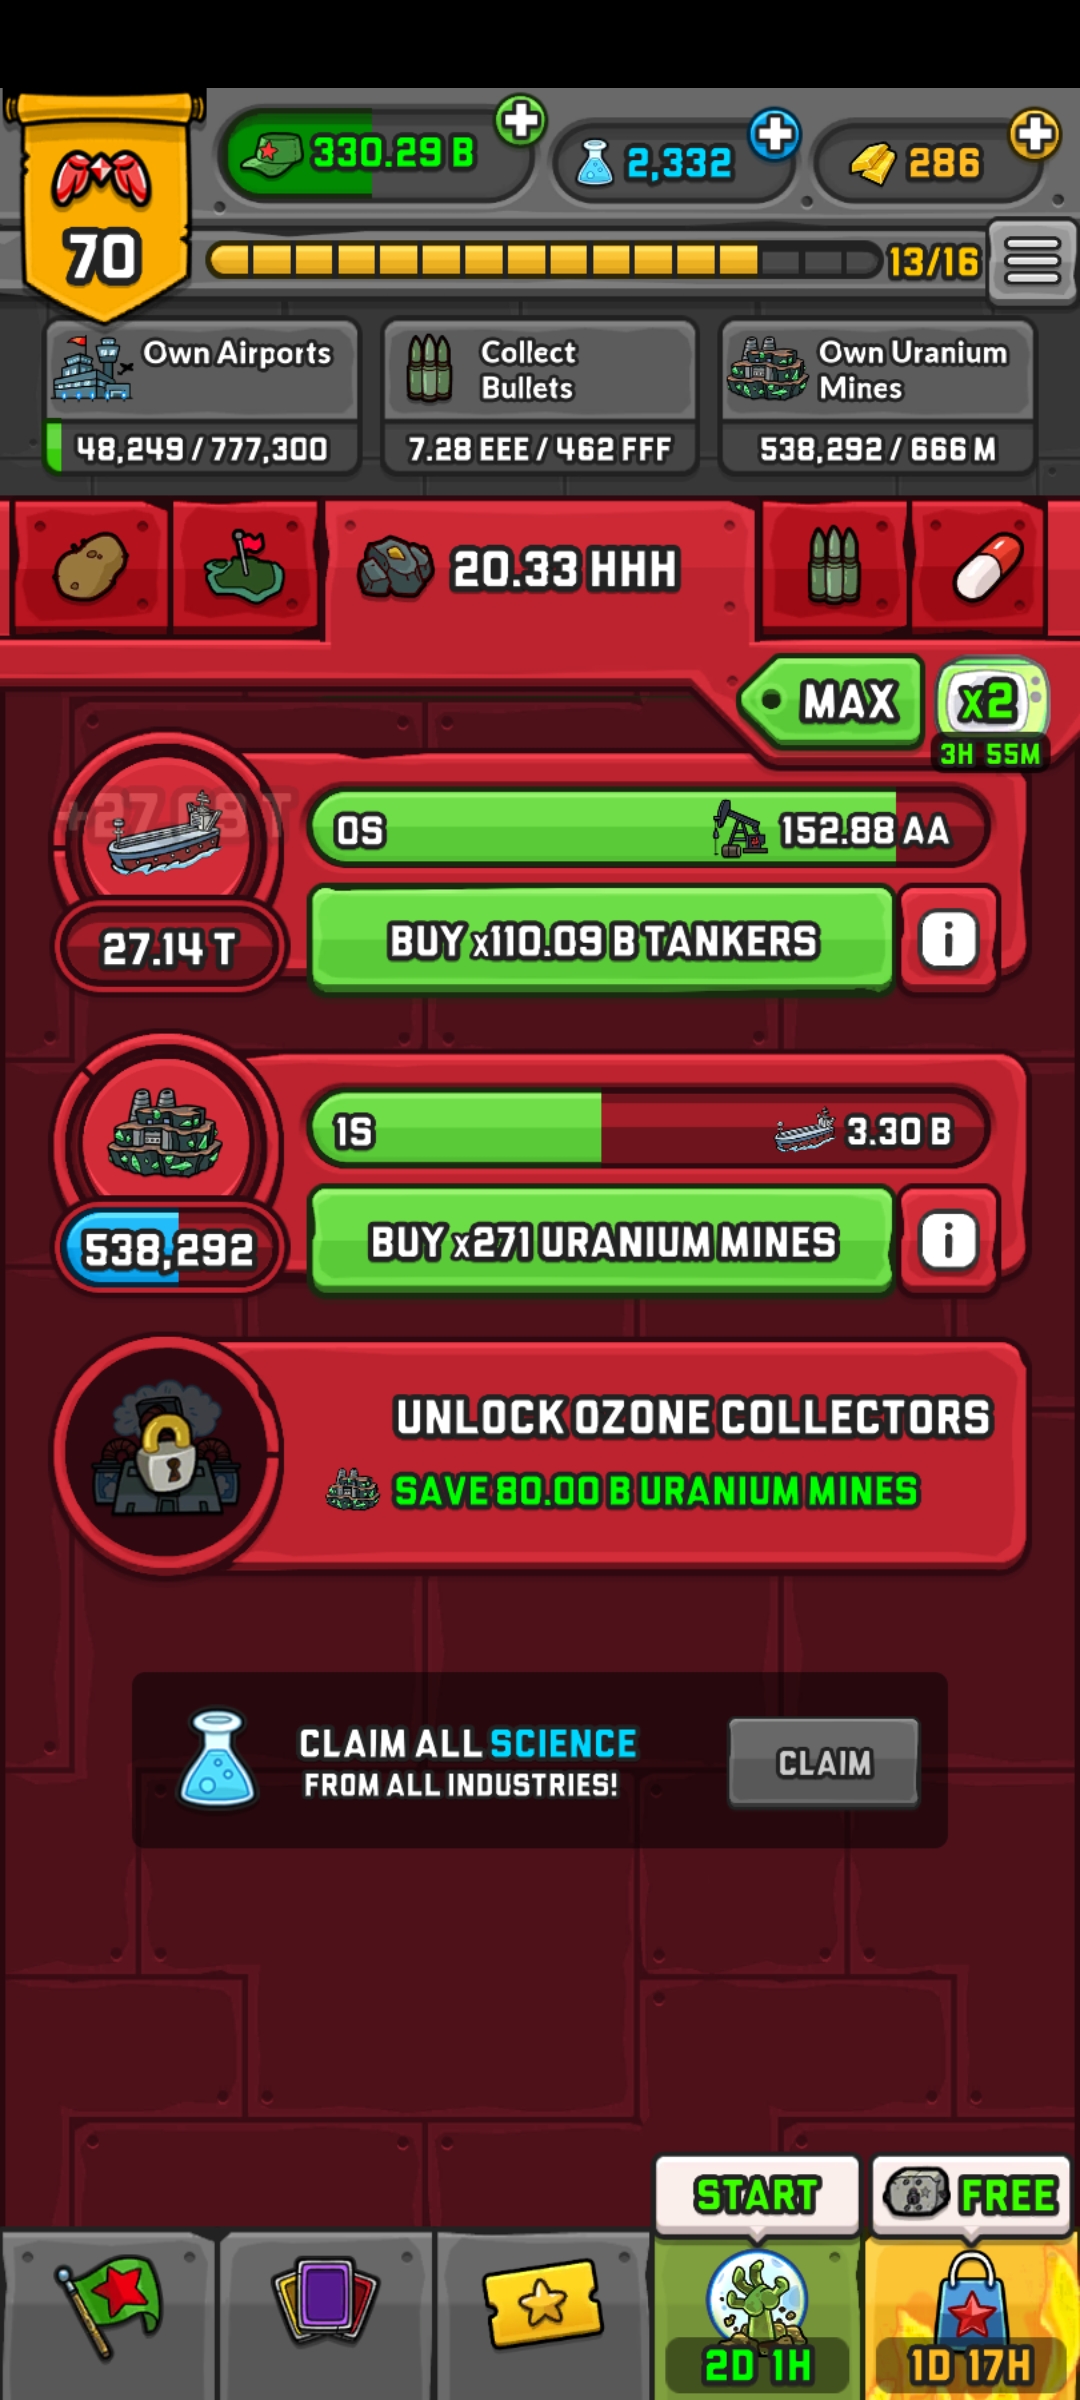 330.29 B
2,332
286
70
13/16
Own Airports
48,249 / 777,300
Collect
Bullets
7.28 EEE / 462 FFF
Own Uranium
Mines
538,292 / 666 M
20.33 HHH
MAX
x2
3H 55M
+27.09 T
0S
152.88 AA
27.14 T
BUY x110.09 B TANKERS
i
1S
3.30 B
538,292
BUY x271 URANIUM MINES
i
UNLOCK OZONE COLLECTORS
SAVE 80.00 B URANIUM MINES
CLAIM ALL SCIENCE
FROM ALL INDUSTRIES!
CLAIM
START
FREE
2D 1H
1D 17H